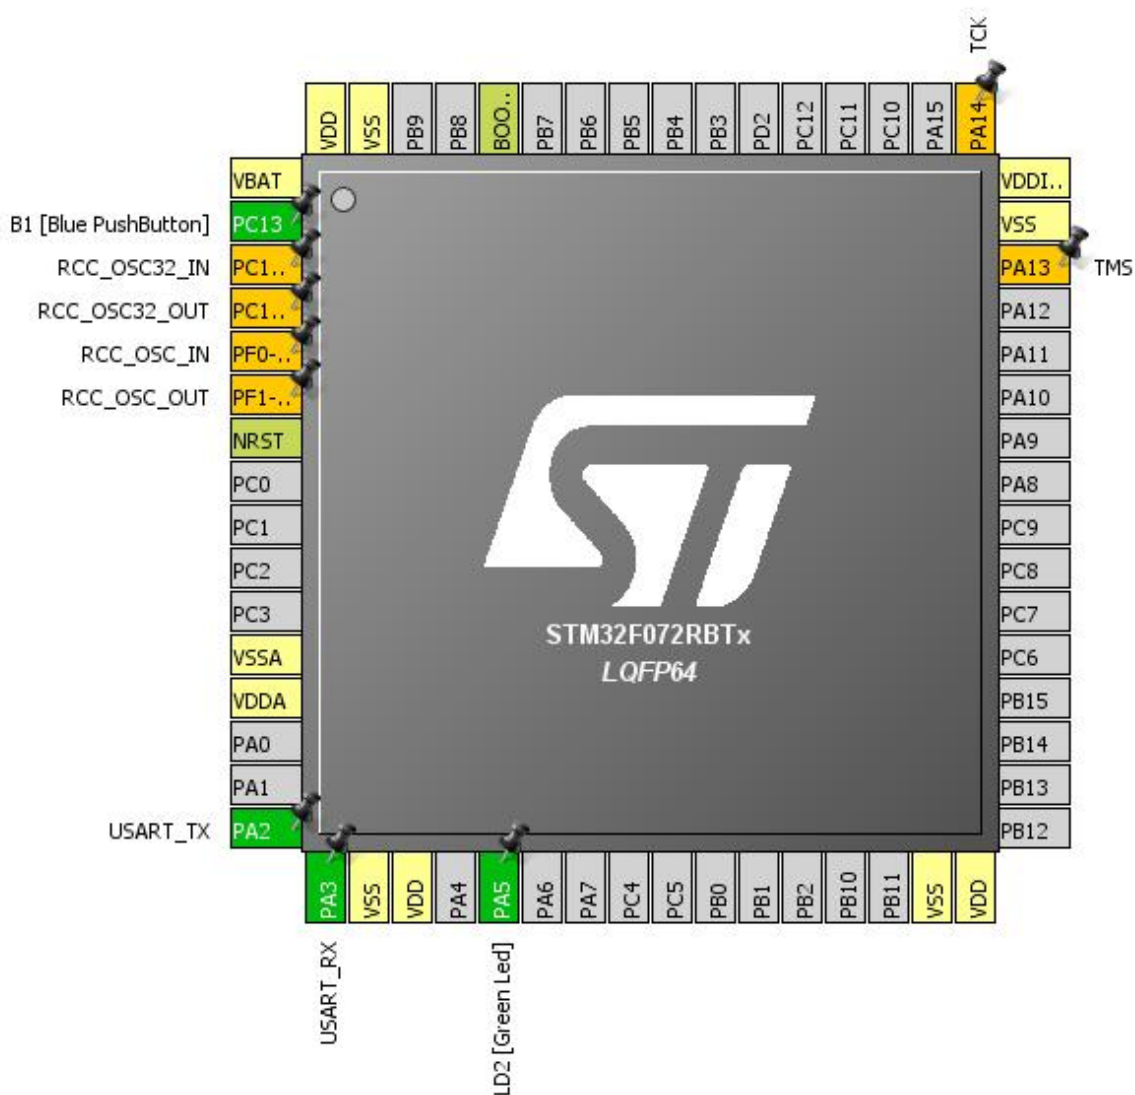 TCK
VDD
VSS
PB9
PB8
BOO..
PB7
PB6
PB5
PB4
PB3
PD2
PC12
PC11
PC10
PA15
PA14
VBAT
B1 [Blue PushButton] PC13
RCC_OSC32_IN PC1..
RCC_OSC32_OUT PC1..
RCC_OSC_IN PF0-..
RCC_OSC_OUT PF1-..
NRST
PC0
PC1
PC2
PC3
VSSA
VDDA
PA0
PA1
USART_TX PA2
ST
STM32F072RBTx
LQFP64
VDDI..
VSS
PA13 TMS
PA12
PA11
PA10
PA9
PA8
PC9
PC8
PC7
PC6
PB15
PB14
PB13
PB12
PA3
VSS
VDD
PA4
PA5
PA6
PA7
PC4
PC5
PB0
PB1
PB2
PB10
PB11
VSS
VDD
USART_RX
LD2 [Green Led]